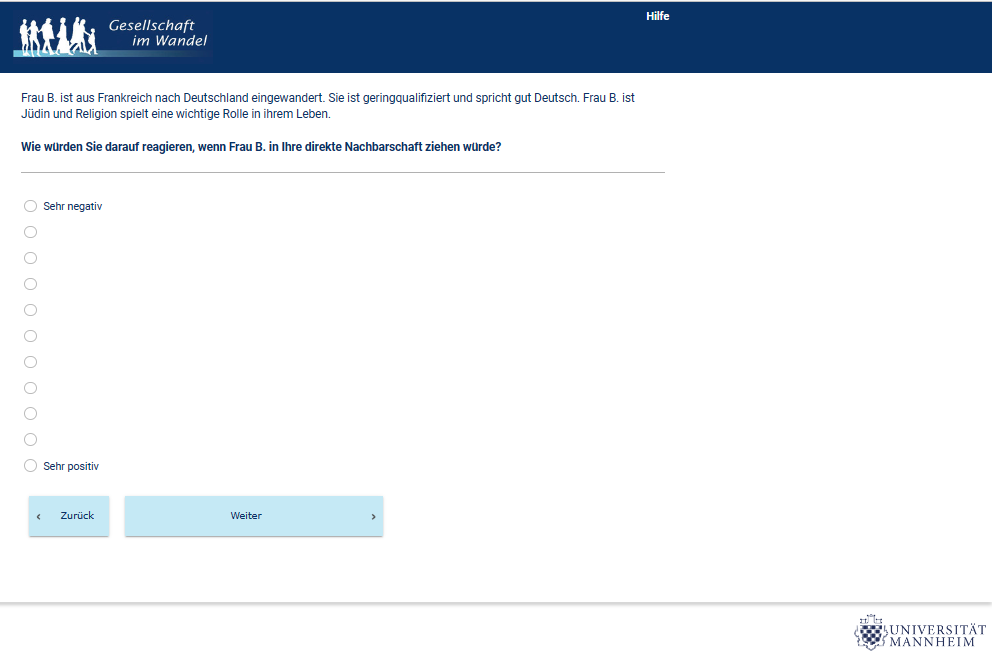 Gesellschaft
im Wandel
Hilfe
Frau B. ist aus Frankreich nach Deutschland eingewandert. Sie ist geringqualifiziert und spricht gut Deutsch. Frau B. ist
Jüdin und Religion spielt eine wichtige Rolle in ihrem Leben.
Wie würden Sie darauf reagieren, wenn Frau B. in Ihre direkte Nachbarschaft ziehen würde?
Sehr negativ
Sehr positiv
‹ Zurück
Weiter ›
UNIVERSITÄT
MANNHEIM